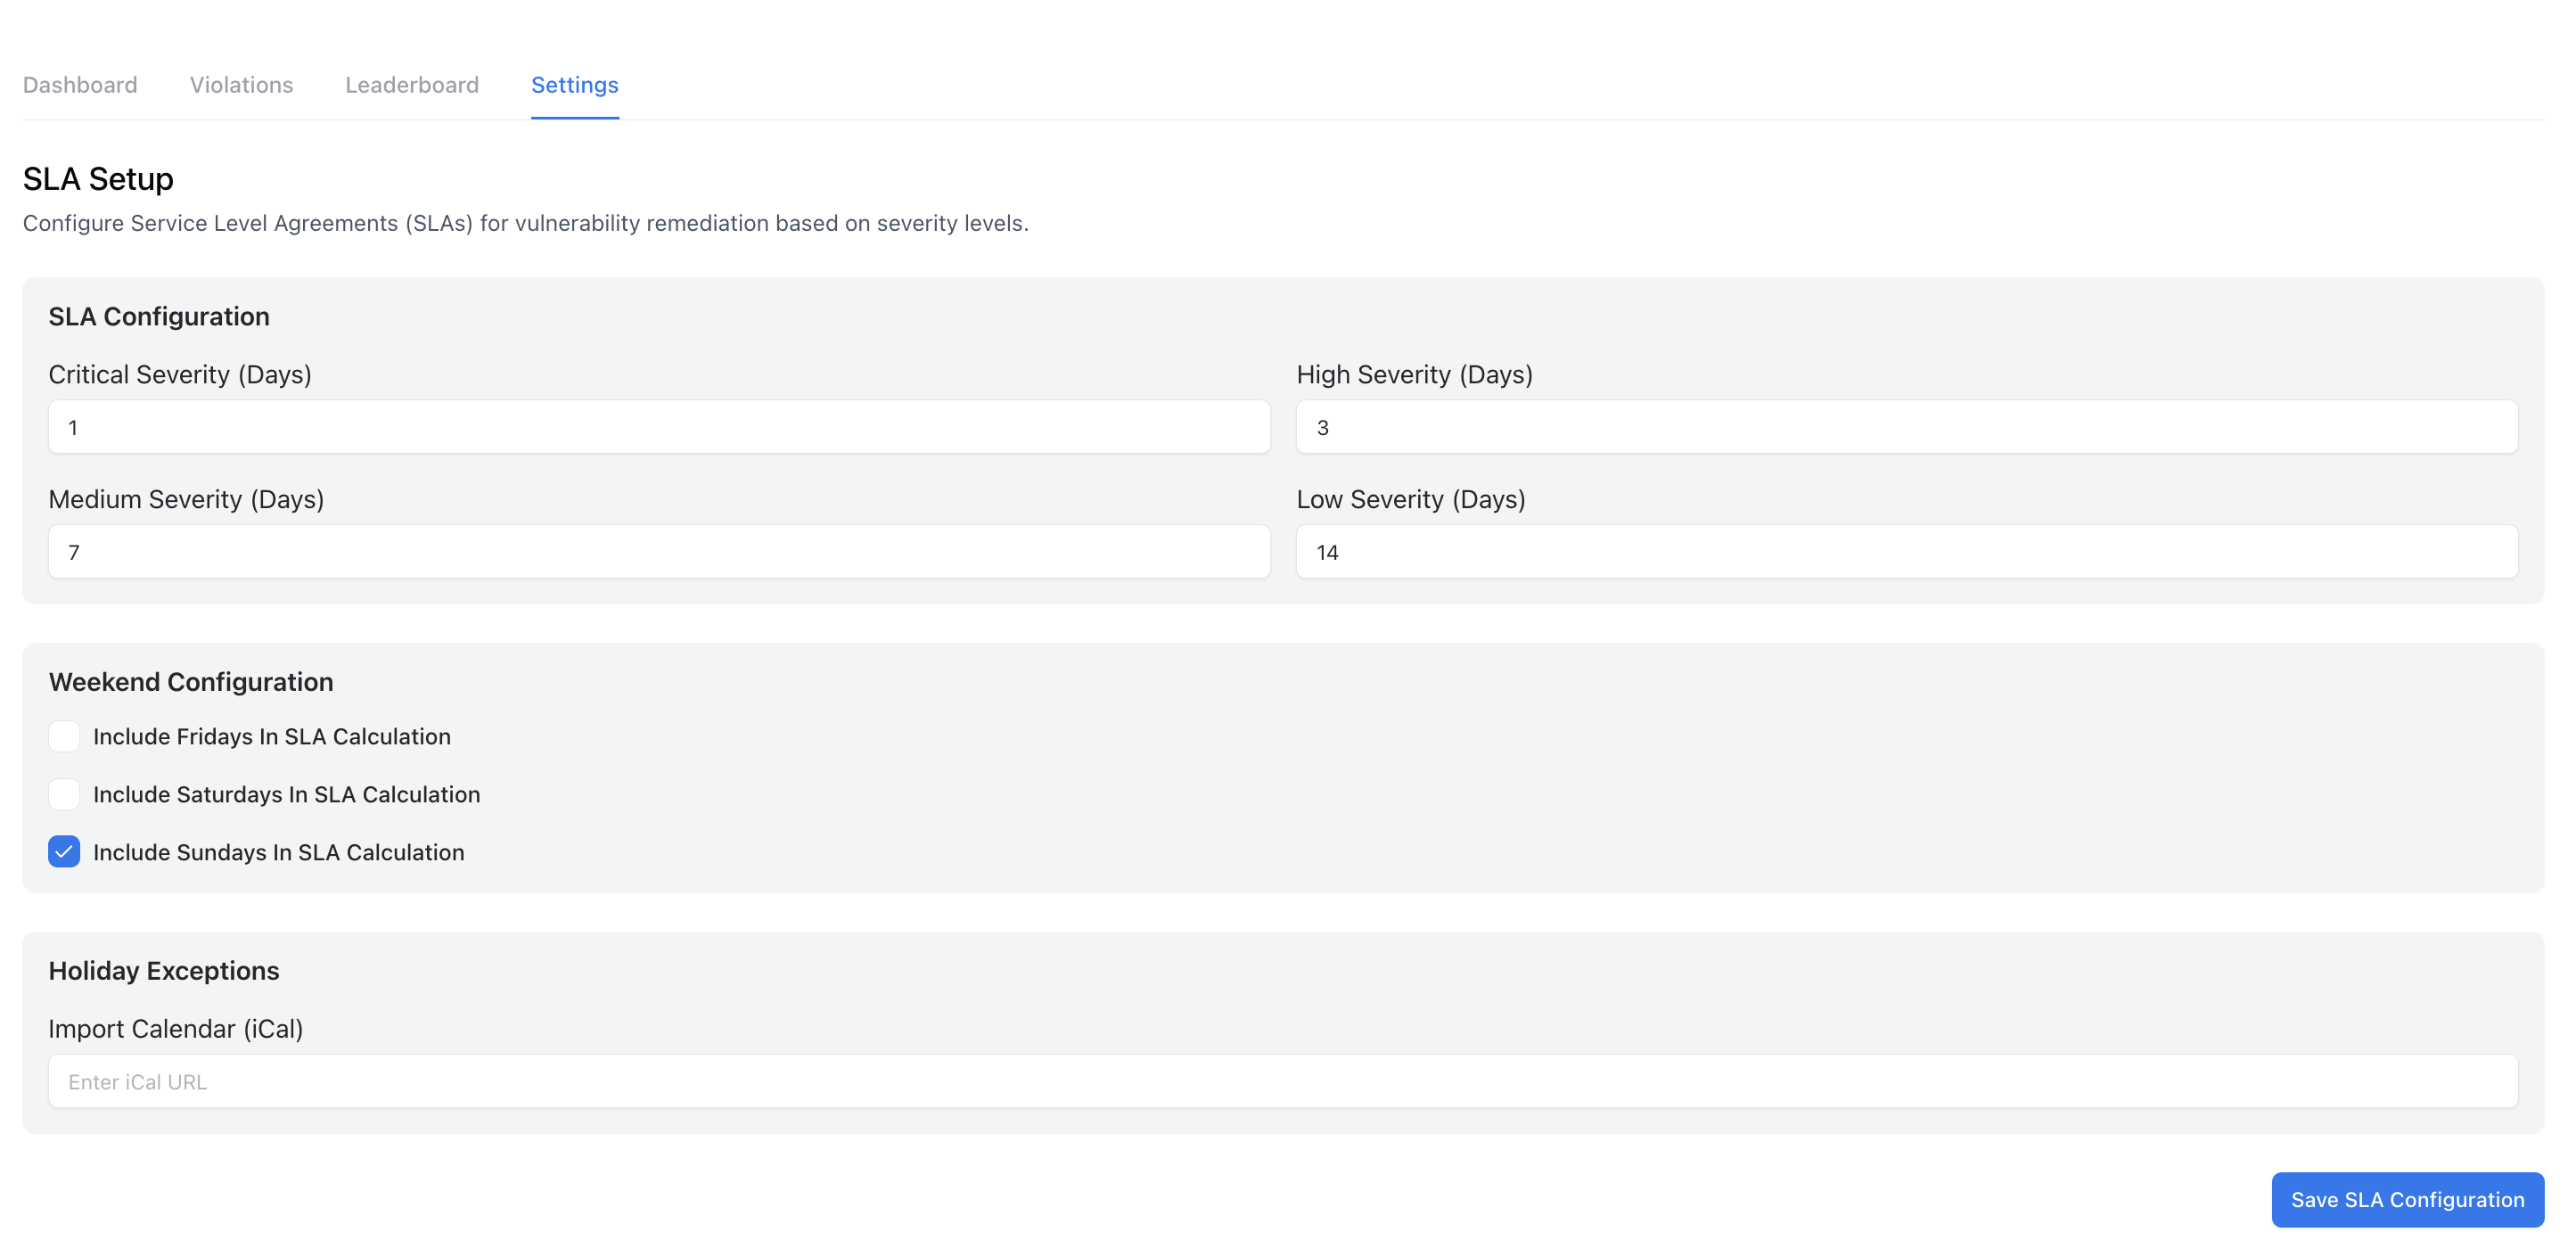 Dashboard Violations Leaderboard Settings
SLA Setup
Configure Service Level Agreements (SLAs) for vulnerability remediation based on severity levels.
SLA Configuration
Critical Severity (Days) High Severity (Days)
1 3
Medium Severity (Days) Low Severity (Days)
7 14
Weekend Configuration
Include Fridays In SLA Calculation
Include Saturdays In SLA Calculation
Include Sundays In SLA Calculation
Holiday Exceptions
Import Calendar (iCal)
Enter iCal URL
Save SLA Configuration